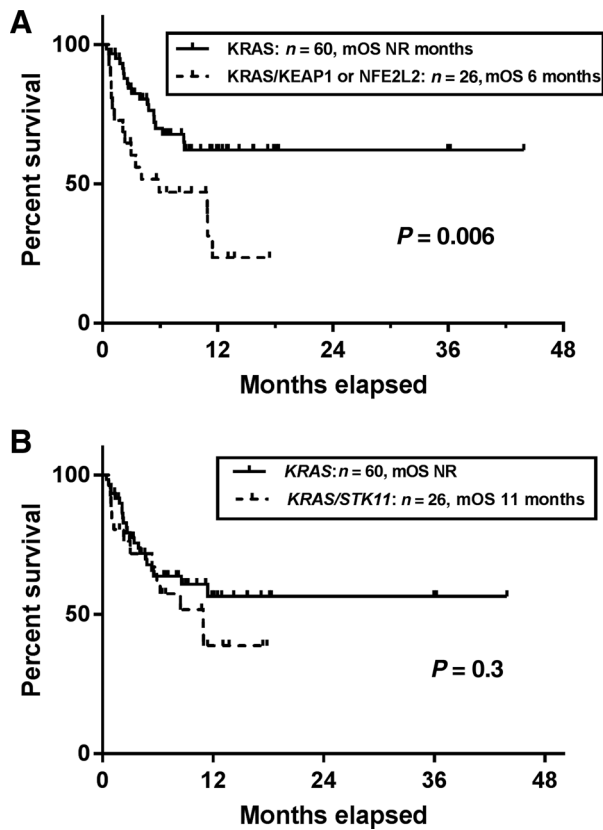 A
KRAS: n = 60, mOS NR months
KRAS/KEAP1 or NFE2L2: n = 26, mOS 6 months
Percent survival
100
50
0
P = 0.006
0 12 24 36 48
Months elapsed
B
KRAS: n = 60, mOS NR
KRAS/STK11: n = 26, mOS 11 months
Percent survival
100
50
0
P = 0.3
0 12 24 36 48
Months elapsed